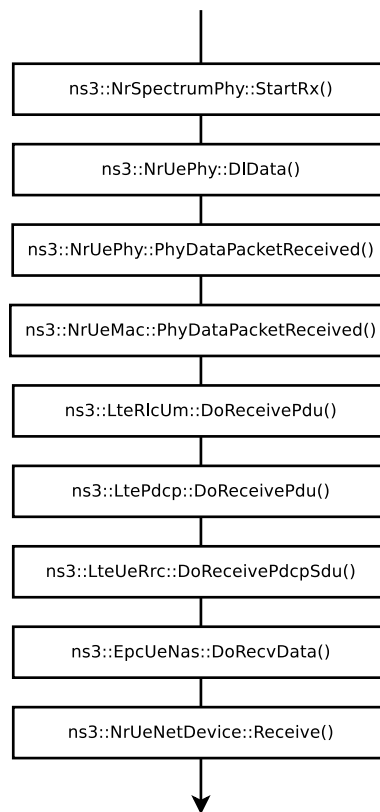 ns3::NrSpectrumPhy::StartRx()
ns3::NrUePhy::DlData()
ns3::NrUePhy::PhyDataPacketReceived()
ns3::NrUeMac::PhyDataPacketReceived()
ns3::LteRlcUm::DoReceivePdu()
ns3::LtePdcp::DoReceivePdu()
ns3::LteUeRrc::DoReceivePdcpSdu()
ns3::EpcUeNas::DoRecvData()
ns3::NrUeNetDevice::Receive()